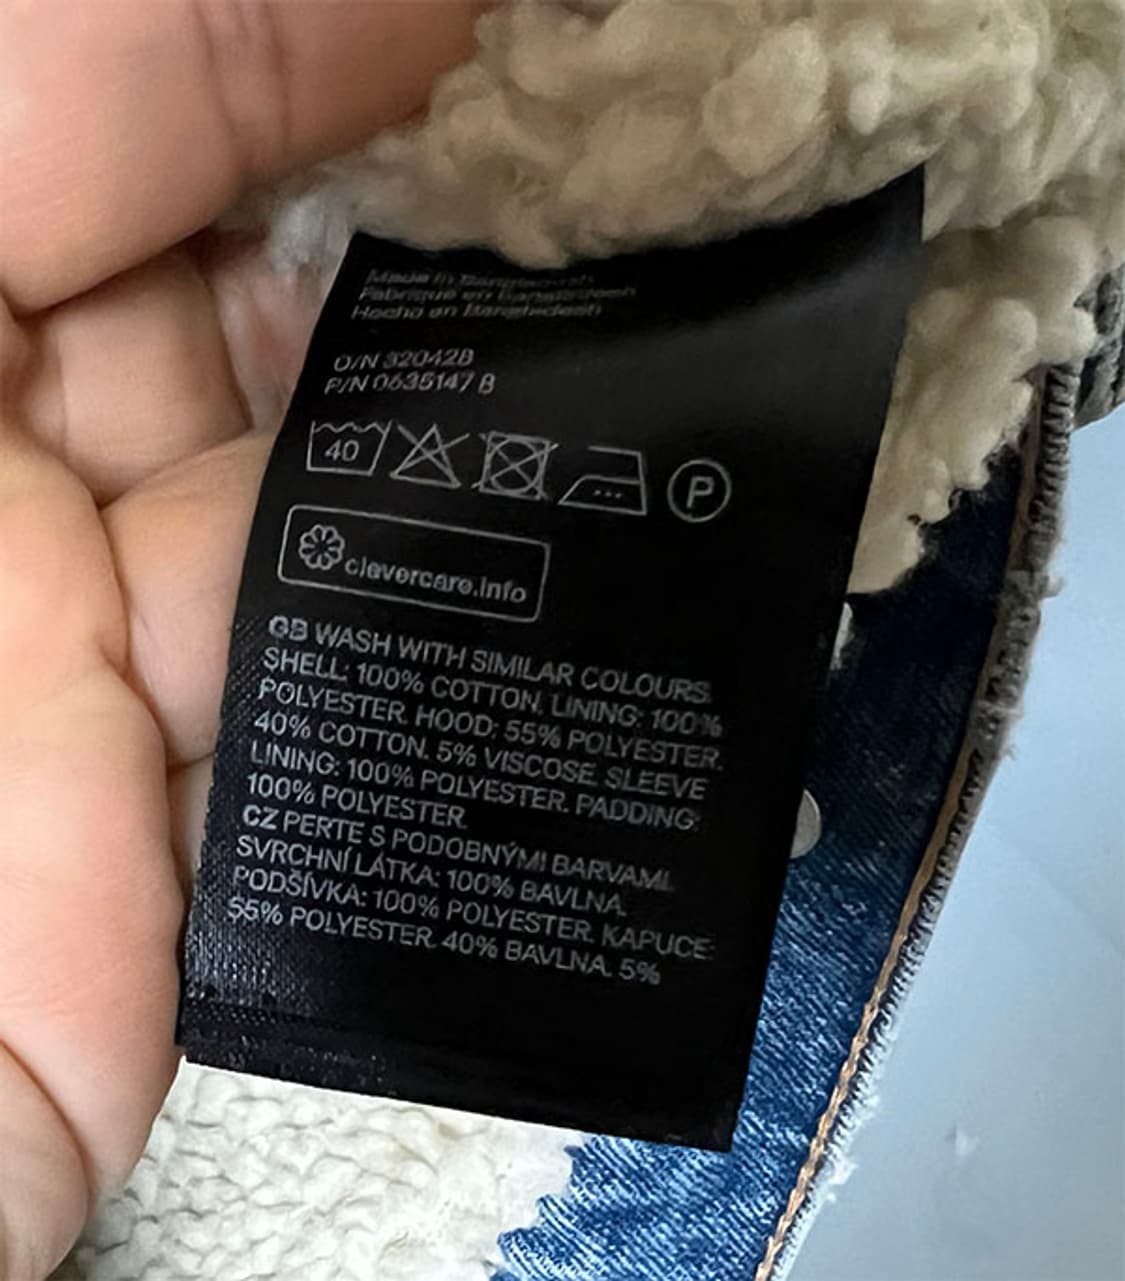 Made in Bangladesh
Fabriqué en Bangladesh
Hecho en Bangladesh
O/N 320428
P/N 0635147 8
40
P
clevercare.info
GB WASH WITH SIMILAR COLOURS.
SHELL: 100% COTTON. LINING: 100%
POLYESTER. HOOD: 55% POLYESTER.
40% COTTON. 5% VISCOSE. SLEEVE
LINING: 100% POLYESTER. PADDING:
100% POLYESTER.
CZ PERTE S PODOBNÝMI BARVAMI.
SVRCHNÍ LÁTKA: 100% BAVLNA.
PODŠÍVKA: 100% POLYESTER. KAPUCE:
55% POLYESTER. 40% BAVLNA. 5%